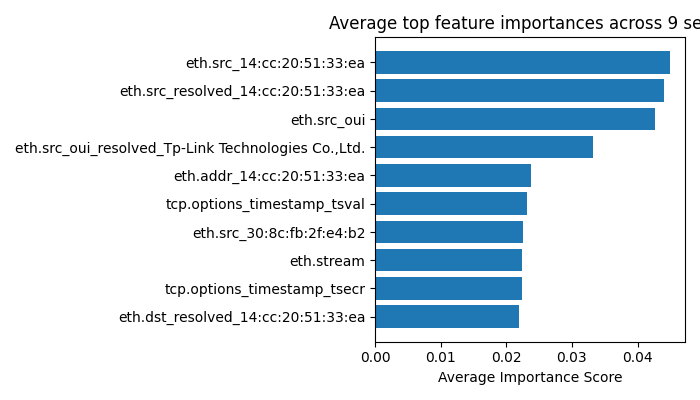 Average top feature importances across 9 se
eth.src_14:cc:20:51:33:ea
eth.src_resolved_14:cc:20:51:33:ea
eth.src_oui
eth.src_oui_resolved_Tp-Link Technologies Co.,Ltd.
eth.addr_14:cc:20:51:33:ea
tcp.options_timestamp_tsval
eth.src_30:8c:fb:2f:e4:b2
eth.stream
tcp.options_timestamp_tsecr
eth.dst_resolved_14:cc:20:51:33:ea
0.00 0.01 0.02 0.03 0.04
Average Importance Score